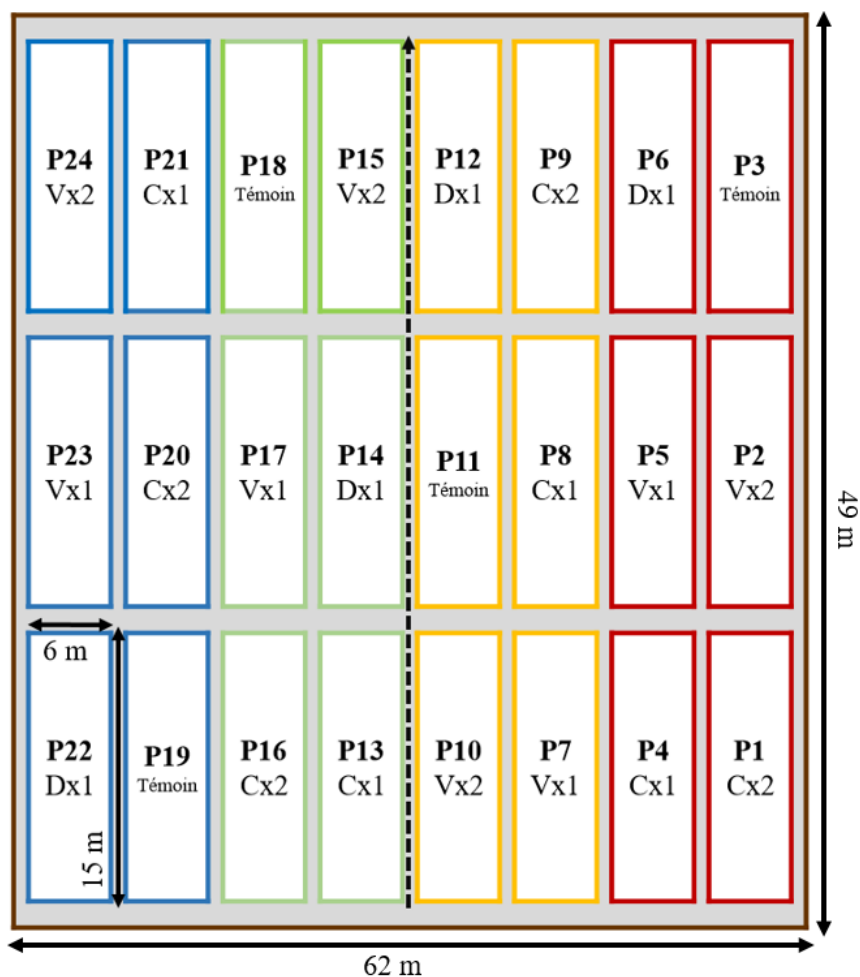 P24
Vx2
P21
Cx1
P18
Témoin
P15
Vx2
P12
Dx1
P9
Cx2
P6
Dx1
P3
Témoin
P23
Vx1
P20
Cx2
P17
Vx1
P14
Dx1
P11
Témoin
P8
Cx1
P5
Vx1
P2
Vx2
49 m
6 m
P22
Dx1
P19
Témoin
P16
Cx2
P13
Cx1
P10
Vx2
P7
Vx1
P4
Cx1
P1
Cx2
15 m
62 m